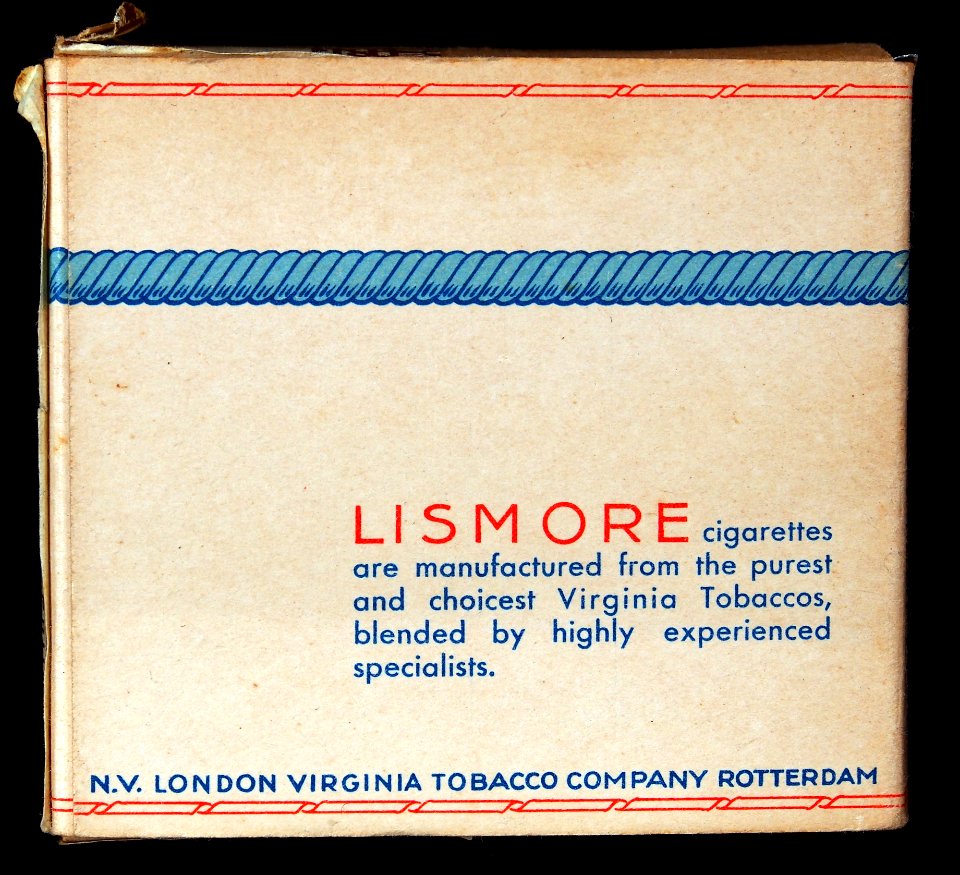 LISMORE cigarettes
are manufactured from the purest
and choicest Virginia Tobaccos,
blended by highly experienced
specialists.
N.V. LONDON VIRGINIA TOBACCO COMPANY ROTTERDAM